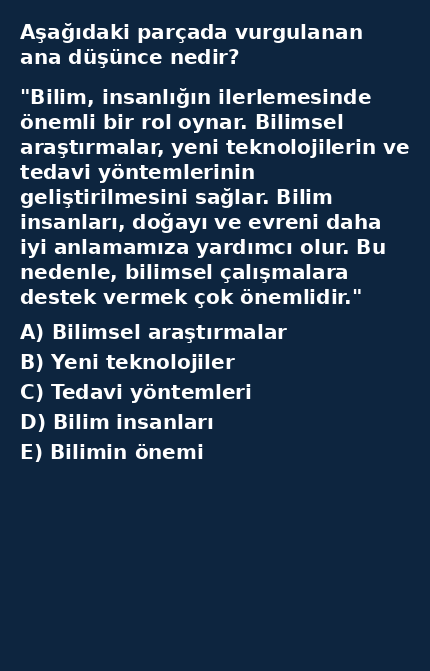 Aşağıdaki parçada vurgulanan
ana düşünce nedir?
"Bilim, insanlığın ilerlemesinde
önemli bir rol oynar. Bilimsel
araştırmalar, yeni teknolojilerin ve
tedavi yöntemlerinin
geliştirilmesini sağlar. Bilim
insanları, doğayı ve evreni daha
iyi anlamamıza yardımcı olur. Bu
nedenle, bilimsel çalışmalara
destek vermek çok önemlidir."
A) Bilimsel araştırmalar
B) Yeni teknolojiler
C) Tedavi yöntemleri
D) Bilim insanları
E) Bilimin önemi